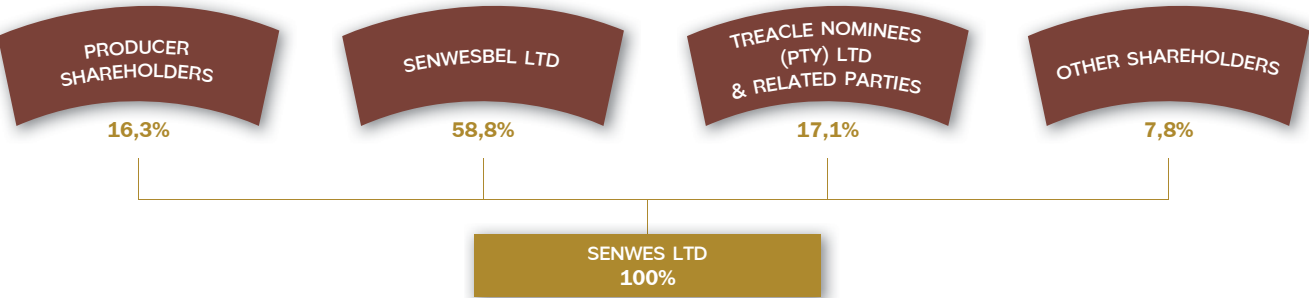 PRODUCER
SHAREHOLDERS
16,3%
SENWESBEL LTD
58,8%
TREACLE NOMINEES
(PTY) LTD
& RELATED PARTIES
17,1%
OTHER SHAREHOLDERS
7,8%
SENWES LTD
100%